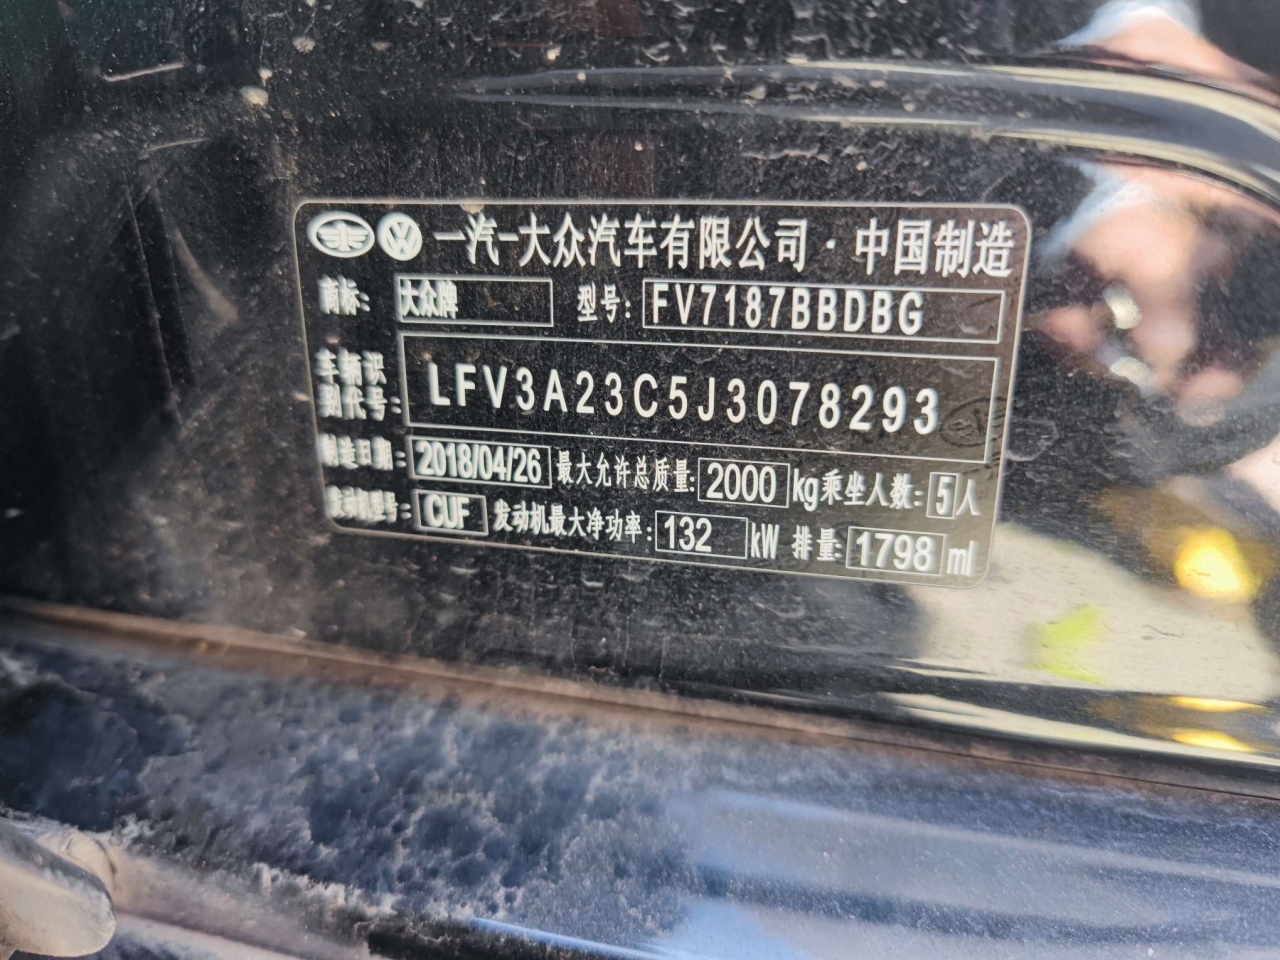 一汽-大众汽车有限公司·中国制造
商标: 大众牌 型号: FV7187BBDBG
车辆识别代号: LFV3A23C5J3078293
制造日期: 2018/04/26 最大允许总质量: 2000 kg 乘坐人数: 5 人
发动机型号: CUF 发动机最大净功率: 132 kW 排量: 1798 ml